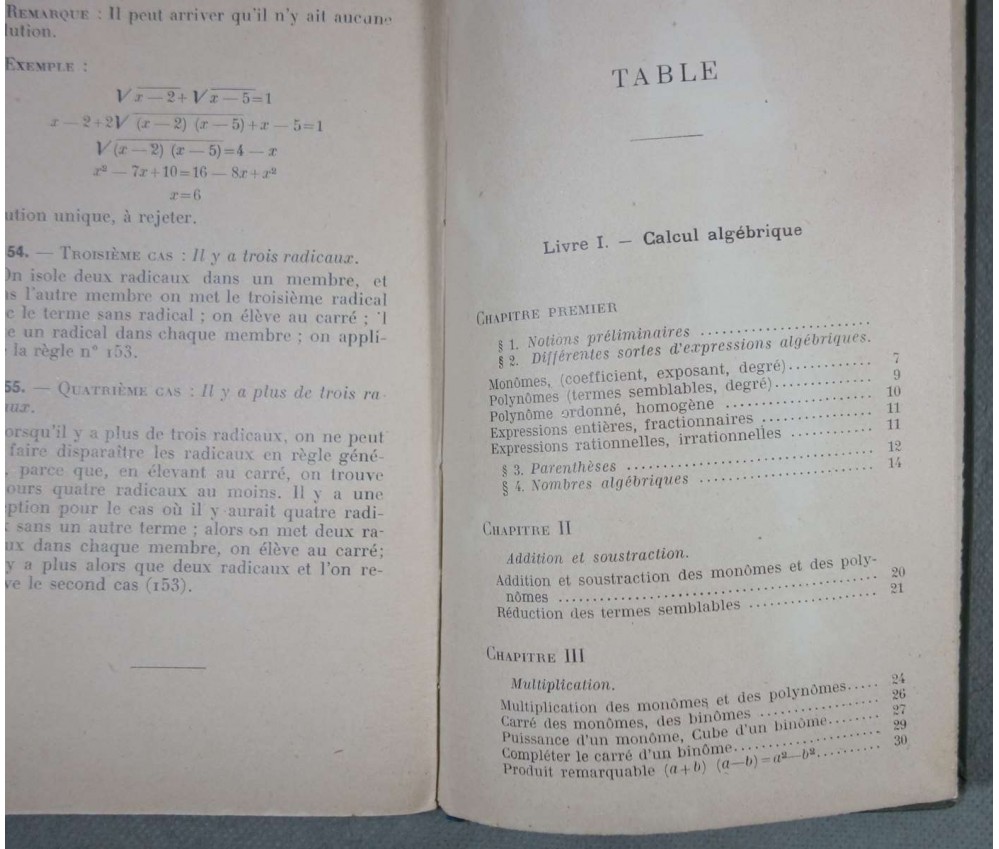 REMARQUE : Il peut arriver qu'il n'y ait aucune
lution.
EXEMPLE :
√x — 2 + √x — 5 = 1
x — 2 + 2√(x — 2) (x — 5) + x — 5 = 1
√(x — 2) (x — 5) = 4 — x
x² — 7x + 10 = 16 — 8x + x²
x = 6
ution unique, à rejeter.
54. — TROISIÈME CAS : Il y a trois radicaux.
On isole deux radicaux dans un membre, et
s l'autre membre on met le troisième radical
c le terme sans radical ; on élève au carré ; 'l
e un radical dans chaque membre ; on appli-
la règle n° 153.
55. — QUATRIÈME CAS : Il y a plus de trois ra-
aux.
orsqu'il y a plus de trois radicaux, on ne peut
faire disparaître les radicaux en règle géné-
, parce que, en élevant au carré, on trouve
ours quatre radicaux au moins. Il y a une
eption pour le cas où il y aurait quatre radi-
x sans un autre terme ; alors on met deux ra-
ux dans chaque membre, on élève au carré;
y a plus alors que deux radicaux et l'on re-
ve le second cas (153).
TABLE
Livre I. — Calcul algébrique
CHAPITRE PREMIER
§ 1. Notions préliminaires ........................
§ 2. Différentes sortes d'expressions algébriques.
Monômes, (coefficient, exposant, degré)............ 7
Polynômes (termes semblables, degré)............ 9
Polynôme ordonné, homogène .................... 10
Expressions entières, fractionnaires .............. 11
Expressions rationnelles, irrationnelles ............ 11
§ 3. Parenthèses .............................. 12
§ 4. Nombres algébriques ...................... 14
CHAPITRE II
Addition et soustraction.
Addition et soustraction des monômes et des poly-
nômes ........................................ 20
Réduction des termes semblables .................. 21
CHAPITRE III
Multiplication.
Multiplication des monômes et des polynômes..... 24
Carré des monômes, des binômes ................ 26
Puissance d'un monôme, Cube d'un binôme........ 27
Compléter le carré d'un binôme.................. 29
Produit remarquable (a+b) (a—b) = a²—b².......... 30